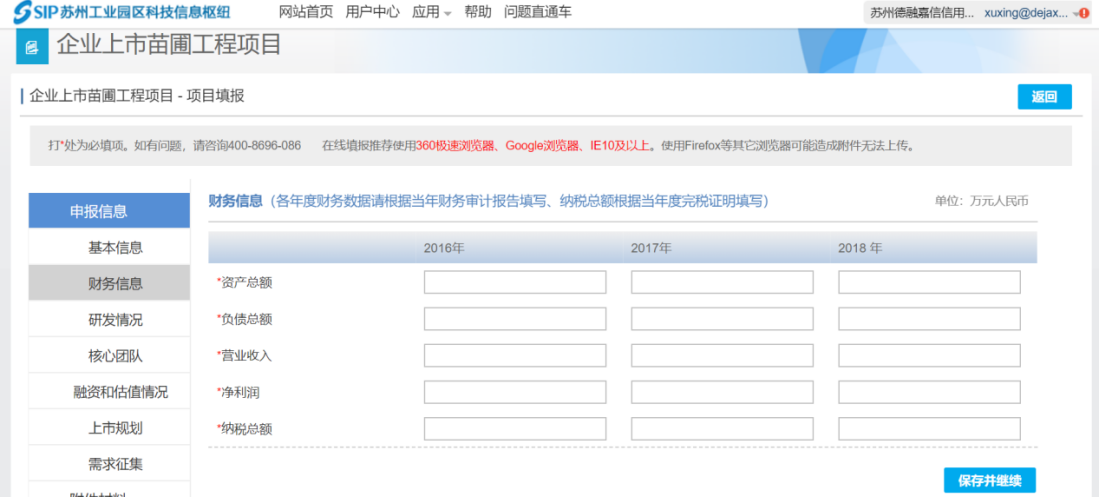 SIP苏州工业园区科技信息枢纽 网站首页 用户中心 应用 帮助 问题直通车 苏州德融嘉信信用... xuxing@dejax...
企业上市苗圃工程项目
企业上市苗圃工程项目 - 项目填报 返回
打*处为必填项。如有问题，请咨询400-8696-086 在线填报推荐使用360极速浏览器、Google浏览器、IE10及以上。使用Firefox等其它浏览器可能造成附件无法上传。
申报信息
基本信息
财务信息
研发情况
核心团队
融资和估值情况
上市规划
需求征集
财务信息（各年度财务数据请根据当年财务审计报告填写、纳税总额根据当年度完税证明填写） 单位：万元人民币
2016年 2017年 2018 年
*资产总额
*负债总额
*营业收入
*净利润
*纳税总额
保存并继续